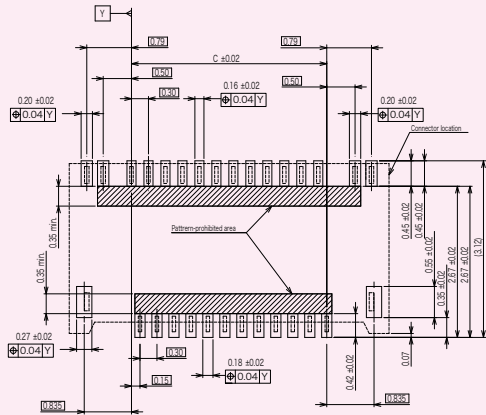 Y
0.79
C ±0.02
0.79
0.50
0.30
0.16 ±0.02
⌖ 0.04 Y
0.50
0.20 ±0.02
⌖ 0.04 Y
0.20 ±0.02
⌖ 0.04 Y
Connector location
0.35 min.
Pattrern-prohibited area
0.45 ±0.02
0.45 ±0.02
0.35 min.
0.55 ±0.02
0.35 ±0.02
2.67 ±0.02
2.67 ±0.02
(3.12)
0.27 ±0.02
⌖ 0.04 Y
0.30
0.18 ±0.02
⌖ 0.04 Y
0.15
0.42 ±0.02
0.07
0.835
0.835